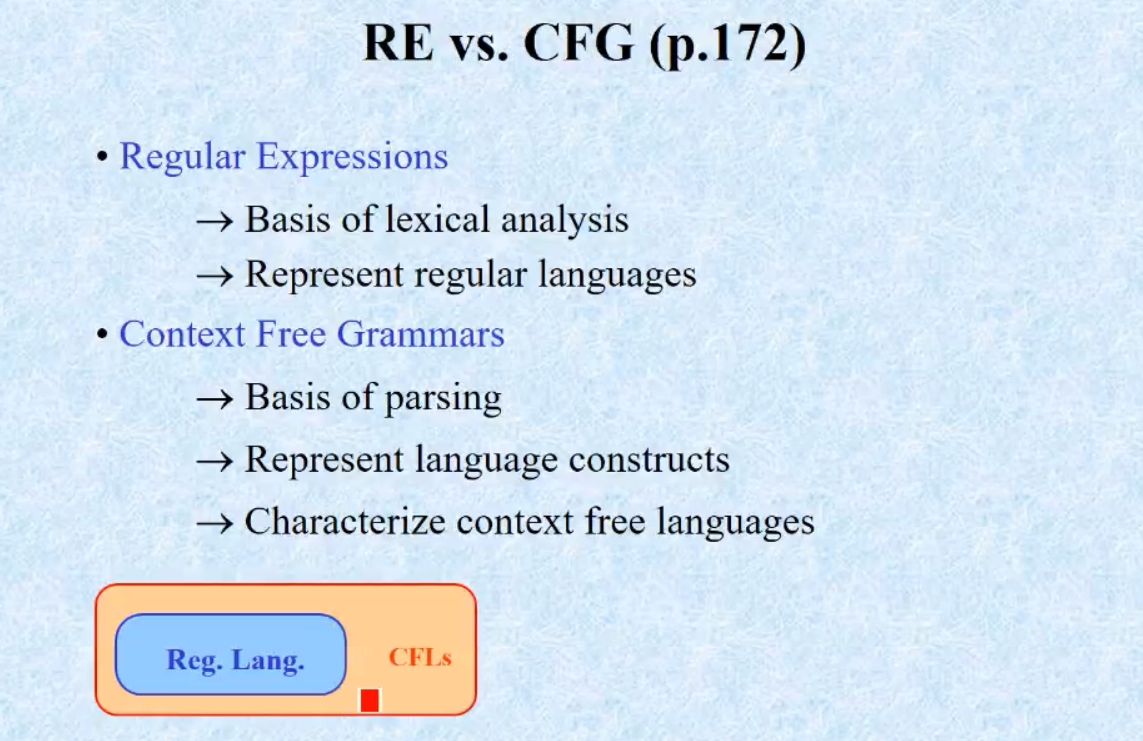 RE vs. CFG (p.172)
• Regular Expressions
→ Basis of lexical analysis
→ Represent regular languages
• Context Free Grammars
→ Basis of parsing
→ Represent language constructs
→ Characterize context free languages
Reg. Lang. CFLs